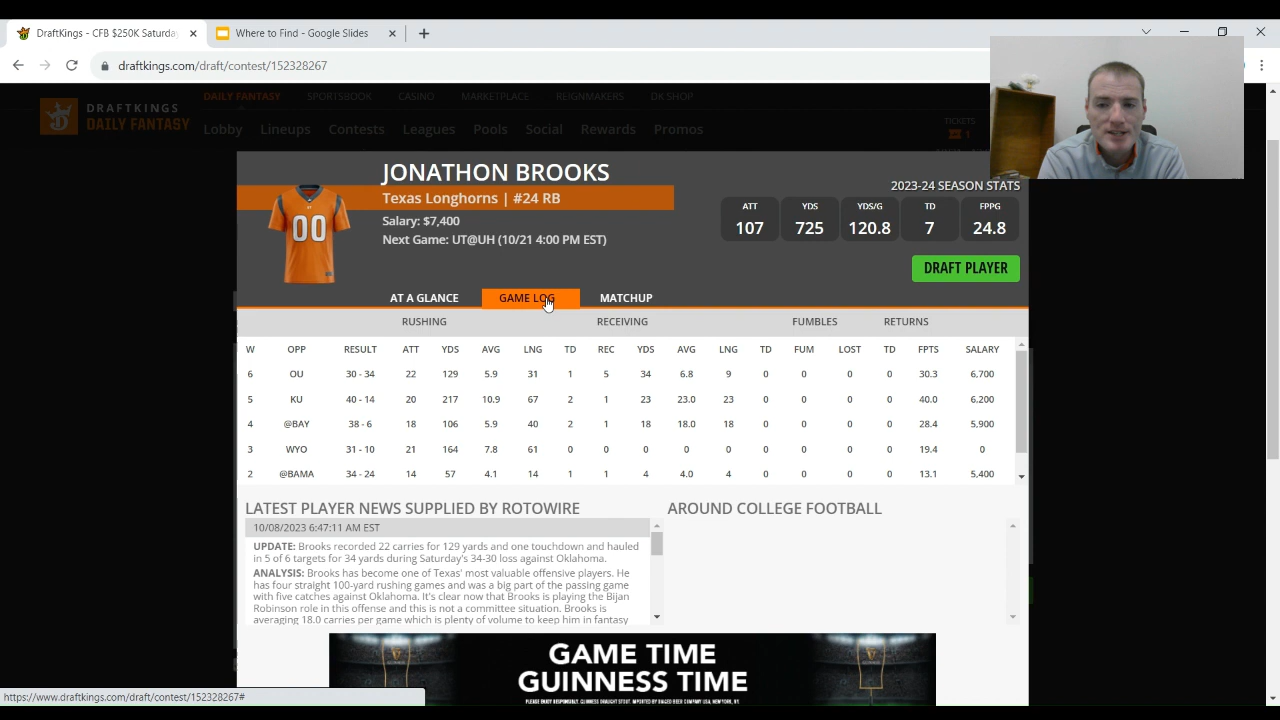 DraftKings - CFB $250K Saturda
Where to Find - Google Slides
draftkings.com/draft/contest/152328267
DRAFTKINGS
DAILY FANTASY
DAILY FANTASY SPORTSBOOK CASINO MARKETPLACE REIGNMAKERS DK SHOP
Lobby Lineups Contests Leagues Pools Social Rewards Promos
TICKETS
1
JONATHON BROOKS
Texas Longhorns | #24 RB
Salary: $7,400
Next Game: UT@UH (10/21 4:00 PM EST)
00
2023-24 SEASON STATS
ATT YDS YDS/G TD FPPG
107 725 120.8 7 24.8
DRAFT PLAYER
AT A GLANCE GAME LOG MATCHUP
RUSHING RECEIVING FUMBLES RETURNS
W OPP RESULT ATT YDS AVG LNG TD REC YDS AVG LNG TD FUM LOST TD FPTS SALARY
6 OU 30 - 34 22 129 5.9 31 1 5 34 6.8 9 0 0 0 0 30.3 6,700
5 KU 40 - 14 20 217 10.9 67 2 1 23 23.0 23 0 0 0 0 40.0 6,200
4 @BAY 38 - 6 18 106 5.9 40 2 1 18 18.0 18 0 0 0 0 28.4 5,900
3 WYO 31 - 10 21 164 7.8 61 0 0 0 0 0 0 0 0 0 19.4 0
2 @BAMA 34 - 24 14 57 4.1 14 1 1 4 4.0 4 0 0 0 0 13.1 5,400
LATEST PLAYER NEWS SUPPLIED BY ROTOWIRE
10/08/2023 6:47:11 AM EST
UPDATE: Brooks recorded 22 carries for 129 yards and one touchdown and hauled
in 5 of 6 targets for 34 yards during Saturday's 34-30 loss against Oklahoma.
ANALYSIS: Brooks has become one of Texas' most valuable offensive players. He
has four straight 100-yard rushing games and was a big part of the passing game
with five catches against Oklahoma. It's clear now that Brooks is playing the Bijan
Robinson role in this offense and this is not a committee situation. Brooks is
averaging 18.0 carries per game which is plenty of volume to keep him in fantasy
AROUND COLLEGE FOOTBALL
GAME TIME
GUINNESS TIME
https://www.draftkings.com/draft/contest/152328267#